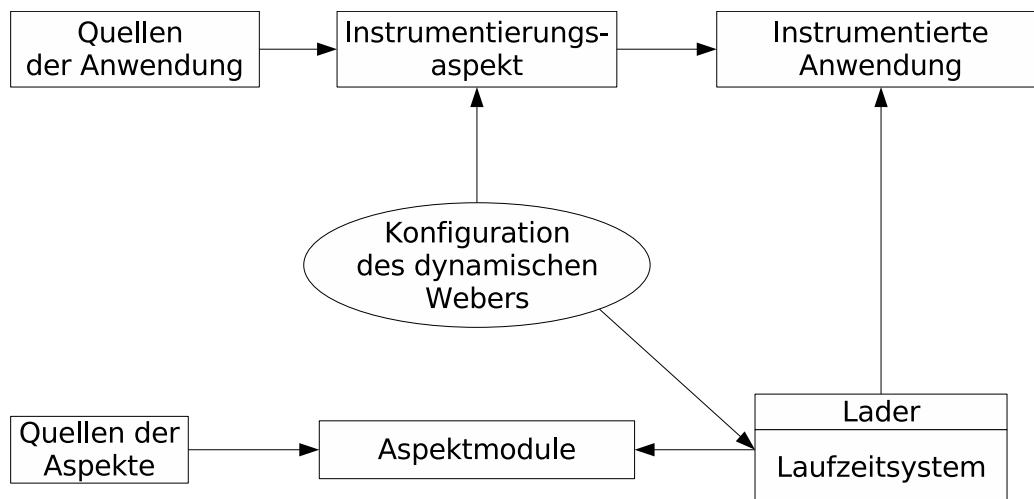 Quellen
der Anwendung
Instrumentierungs-
aspekt
Instrumentierte
Anwendung
Konfiguration
des dynamischen
Webers
Quellen der
Aspekte
Aspektmodule
Lader
Laufzeitsystem